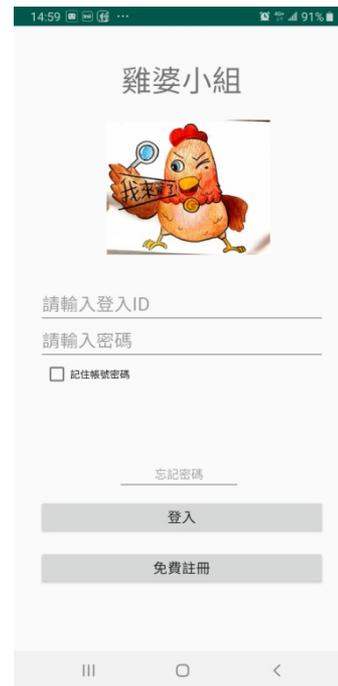 14:59 ... 91%
雞婆小組
我來了
請輸入登入ID
請輸入密碼
記住帳號密碼
忘記密碼
登入
免費註冊